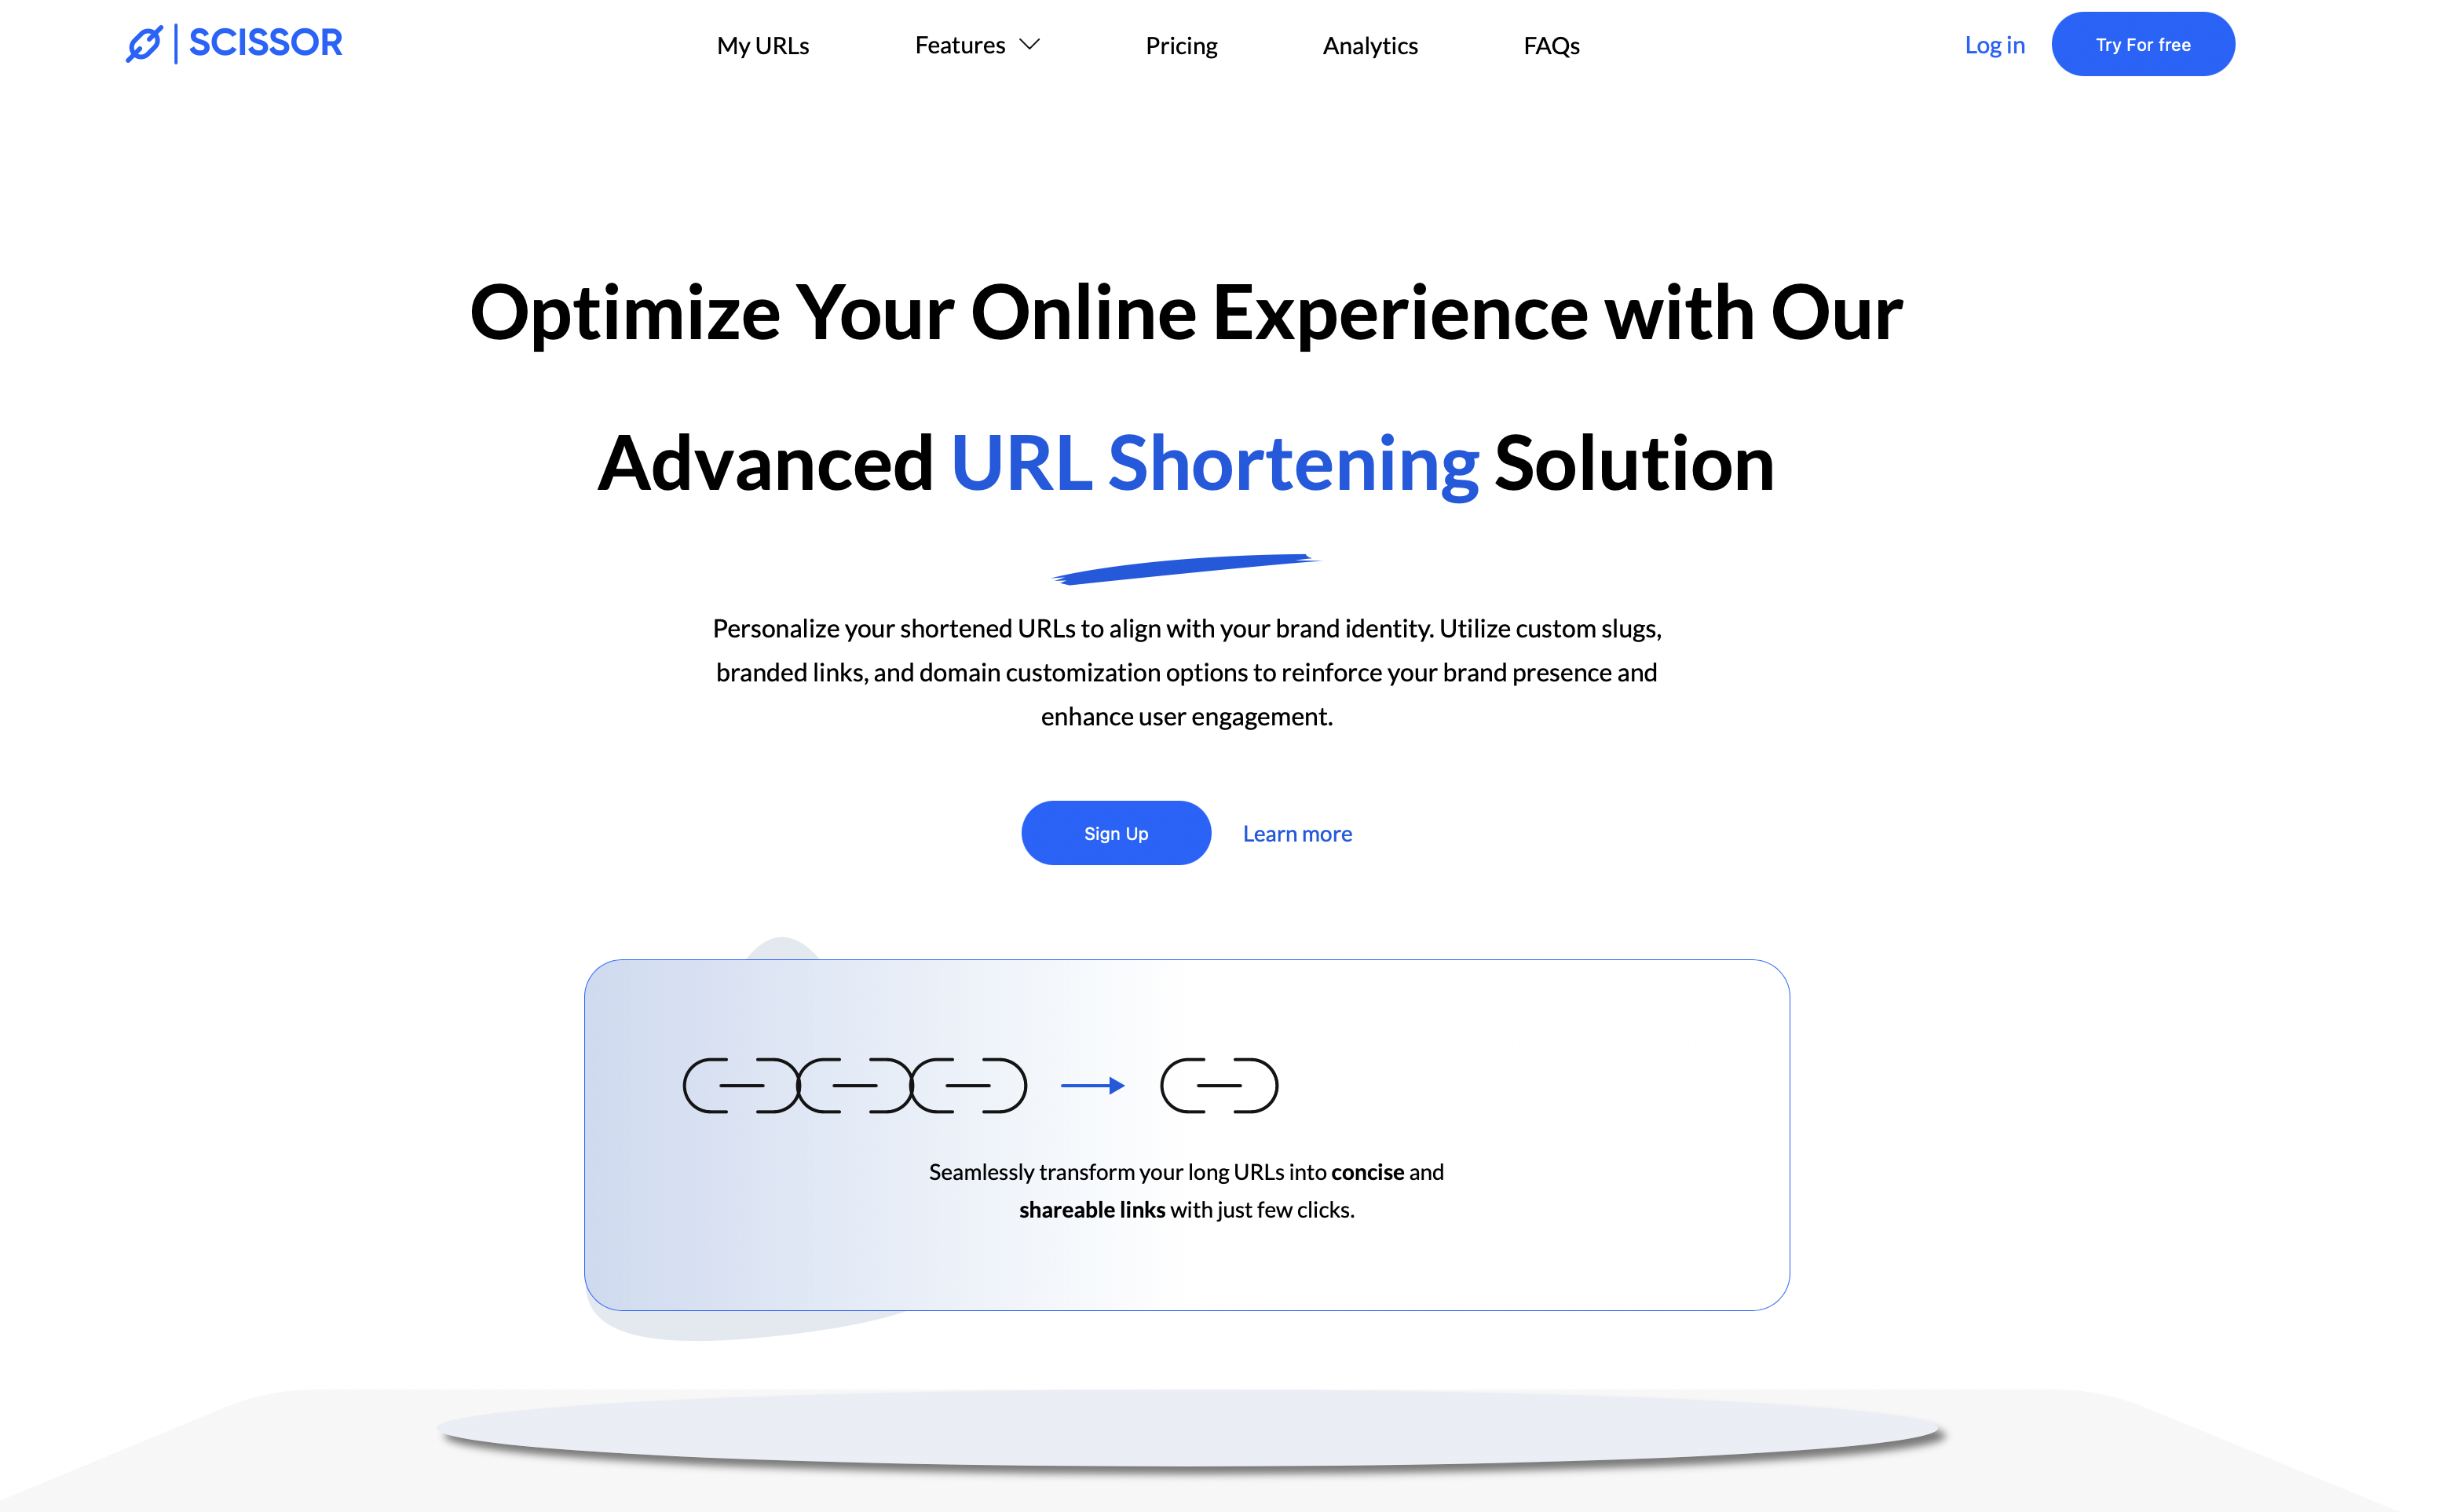 SCISSOR
My URLs
Features
Pricing
Analytics
FAQs
Log in
Try For free
Optimize Your Online Experience with Our
Advanced URL Shortening Solution
Personalize your shortened URLs to align with your brand identity. Utilize custom slugs,
branded links, and domain customization options to reinforce your brand presence and
enhance user engagement.
Sign Up
Learn more
Seamlessly transform your long URLs into concise and
shareable links with just few clicks.